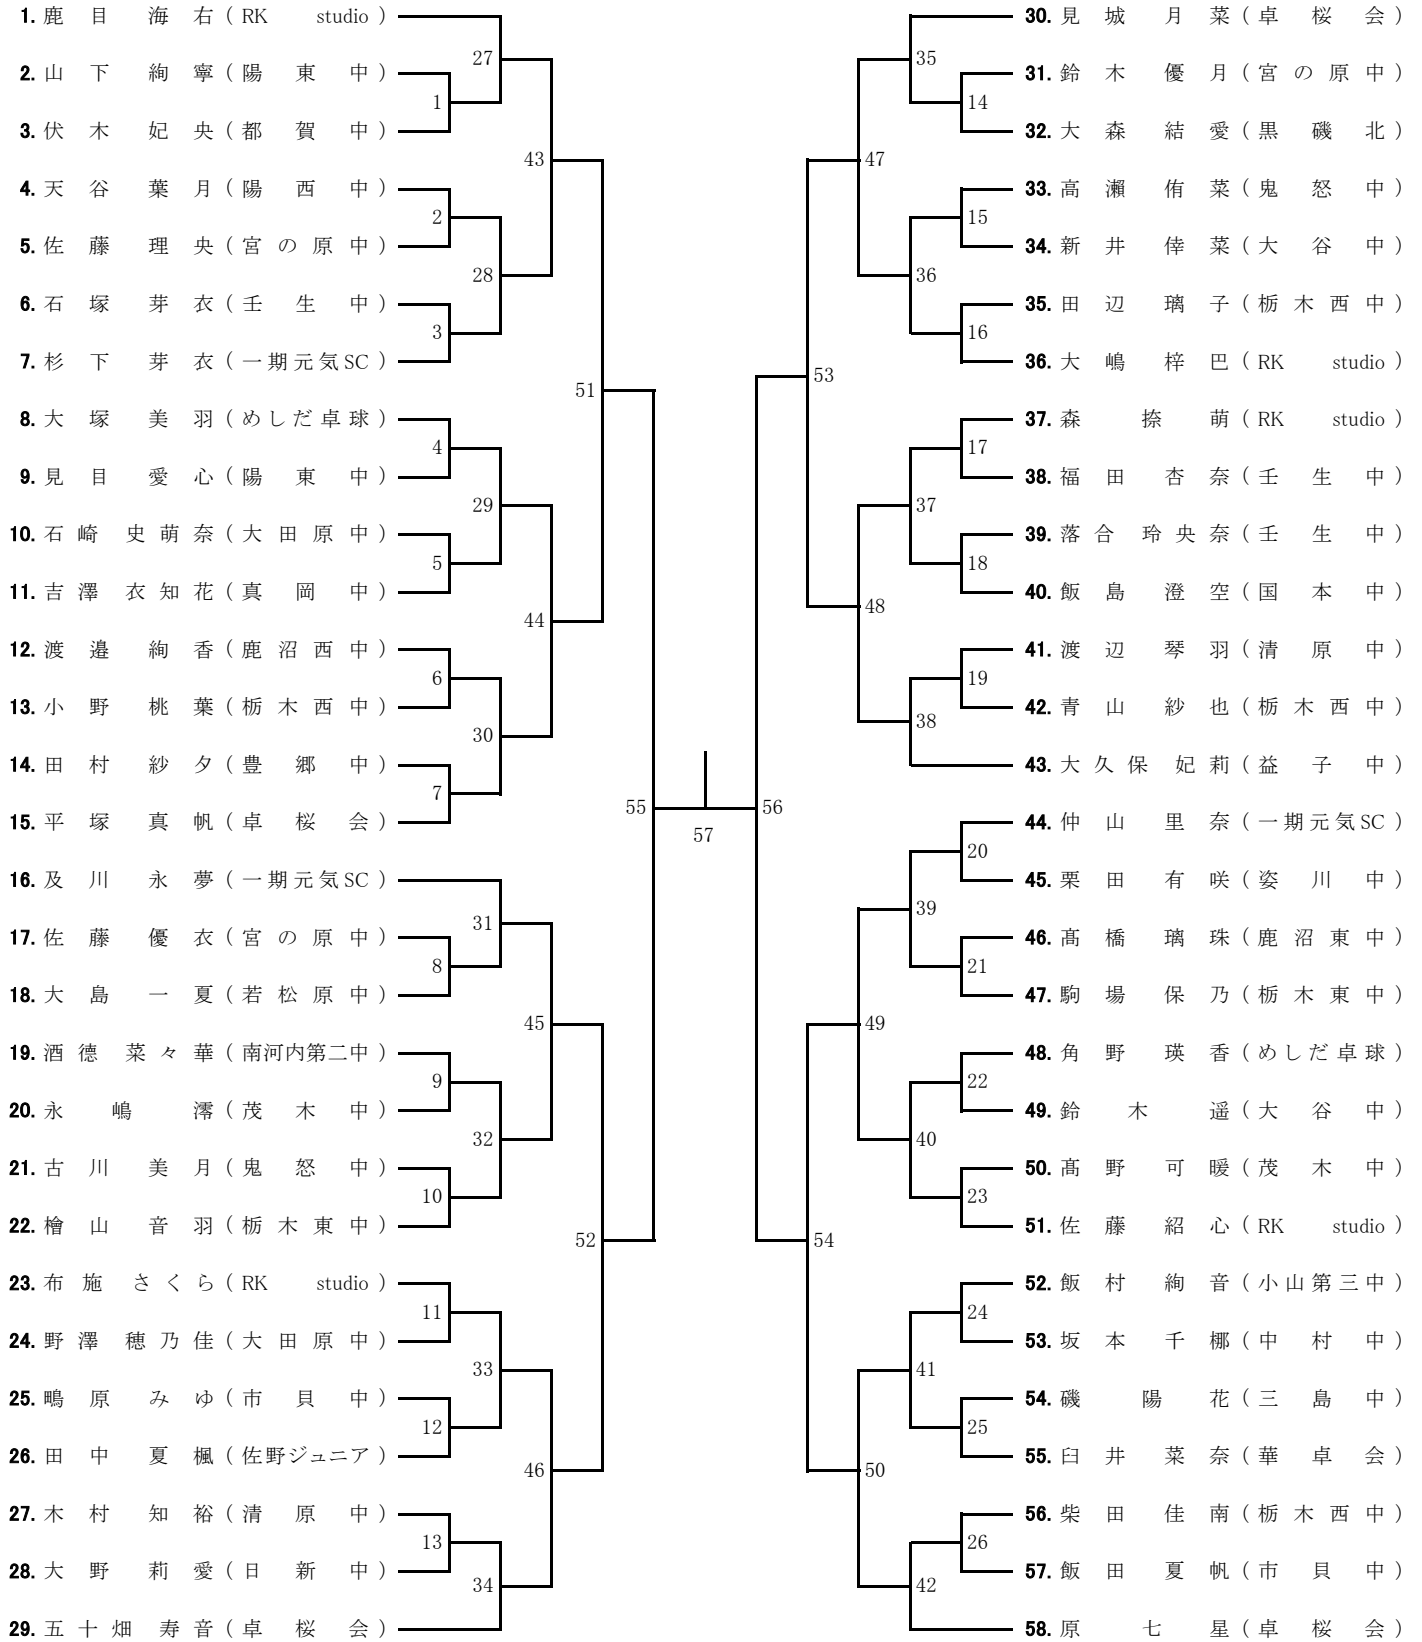 1. 鹿目 海右 (RK studio)
27
2. 山下 絢寧 (陽東中)
1
3. 伏木 妃央 (都賀中)
43
4. 天谷 葉月 (陽西中)
2
5. 佐藤 理央 (宮の原中)
28
6. 石塚 芽衣 (壬生中)
3
7. 杉下 芽衣 (一期元気SC)
51
8. 大塚 美羽 (めしだ卓球)
4
9. 見目 愛心 (陽東中)
29
10. 石崎 史萌奈 (大田原中)
5
11. 吉澤 衣知花 (真岡中)
44
12. 渡邉 絢香 (鹿沼西中)
6
13. 小野 桃葉 (栃木西中)
30
14. 田村 紗夕 (豊郷中)
7
15. 平塚 真帆 (卓桜会)
55
16. 及川 永夢 (一期元気SC)
31
17. 佐藤 優衣 (宮の原中)
8
18. 大島 一夏 (若松原中)
45
19. 酒德 菜々華 (南河内第二中)
9
20. 永嶋 澪 (茂木中)
32
21. 古川 美月 (鬼怒中)
10
22. 檜山 音羽 (栃木東中)
52
23. 布施 さくら (RK studio)
11
24. 野澤 穂乃佳 (大田原中)
33
25. 鴫原 みゆ (市貝中)
12
26. 田中 夏楓 (佐野ジュニア)
46
27. 木村 知裕 (清原中)
13
28. 大野 莉愛 (日新中)
34
29. 五十畑 寿音 (卓桜会)
57
30. 見城 月菜 (卓桜会)
35
31. 鈴木 優月 (宮の原中)
14
32. 大森 結愛 (黒磯北)
47
33. 高瀨 侑菜 (鬼怒中)
15
34. 新井 倖菜 (大谷中)
36
35. 田辺 璃子 (栃木西中)
16
36. 大嶋 梓巴 (RK studio)
53
37. 森 捺萌 (RK studio)
17
38. 福田 杏奈 (壬生中)
37
39. 落合 玲央奈 (壬生中)
18
40. 飯島 澄空 (国本中)
48
41. 渡辺 琴羽 (清原中)
19
42. 青山 紗也 (栃木西中)
38
43. 大久保 妃莉 (益子中)
56
44. 仲山 里奈 (一期元気SC)
20
45. 栗田 有咲 (姿川中)
39
46. 髙橋 璃珠 (鹿沼東中)
21
47. 駒場 保乃 (栃木東中)
49
48. 角野 瑛香 (めしだ卓球)
22
49. 鈴木 遥 (大谷中)
40
50. 髙野 可暖 (茂木中)
23
51. 佐藤 紹心 (RK studio)
54
52. 飯村 絢音 (小山第三中)
24
53. 坂本 千梛 (中村中)
41
54. 磯 陽花 (三島中)
25
55. 臼井 菜奈 (華卓会)
50
56. 柴田 佳南 (栃木西中)
26
57. 飯田 夏帆 (市貝中)
42
58. 原 七星 (卓桜会)